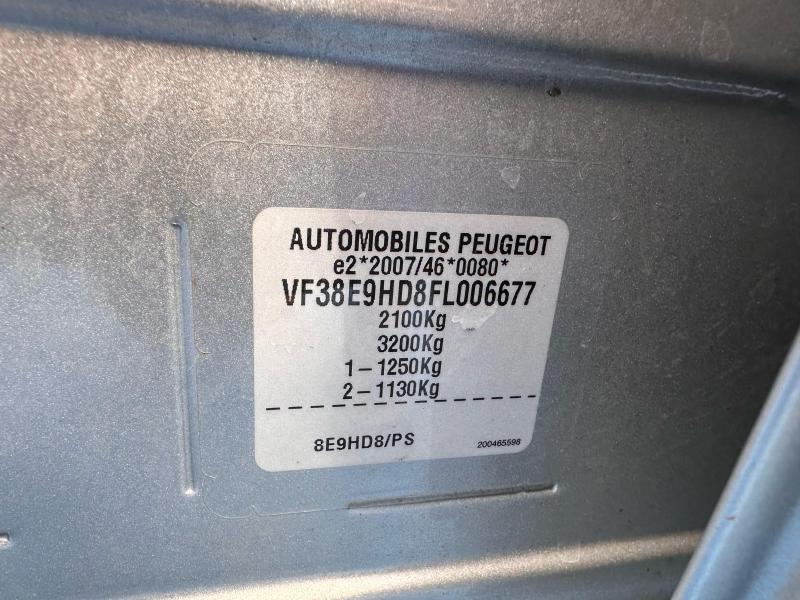 AUTOMOBILES PEUGEOT
e2*2007/46*0080*
VF38E9HD8FL006677
2100Kg
3200Kg
1-1250Kg
2-1130Kg
8E9HD8/PS
200465598